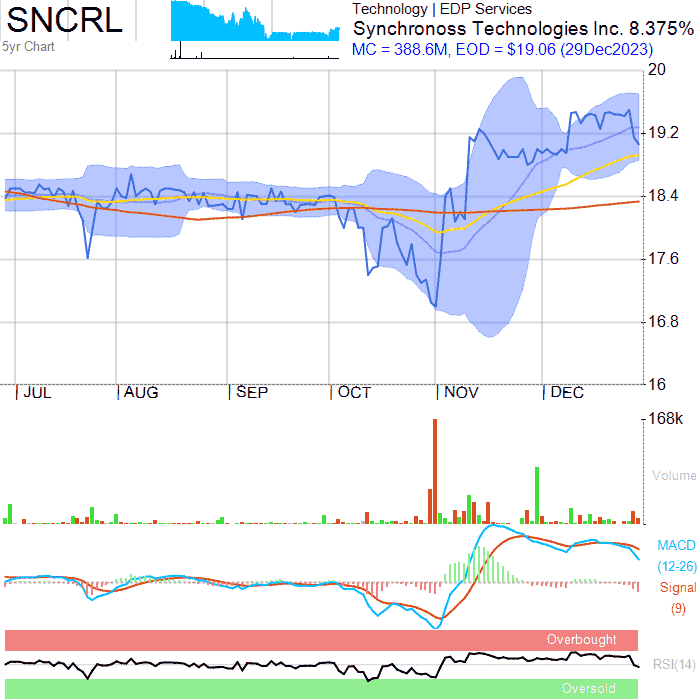 SNCRL
5yr Chart
Technology | EDP Services
Synchronoss Technologies Inc. 8.375%
MC = 388.6M, EOD = $19.06 (29Dec2023)
20
19.2
18.4
17.6
16.8
16
JUL AUG SEP OCT NOV DEC
168k
Volume
MACD
(12-26)
Signal
(9)
Overbought
RSI(14)
Oversold